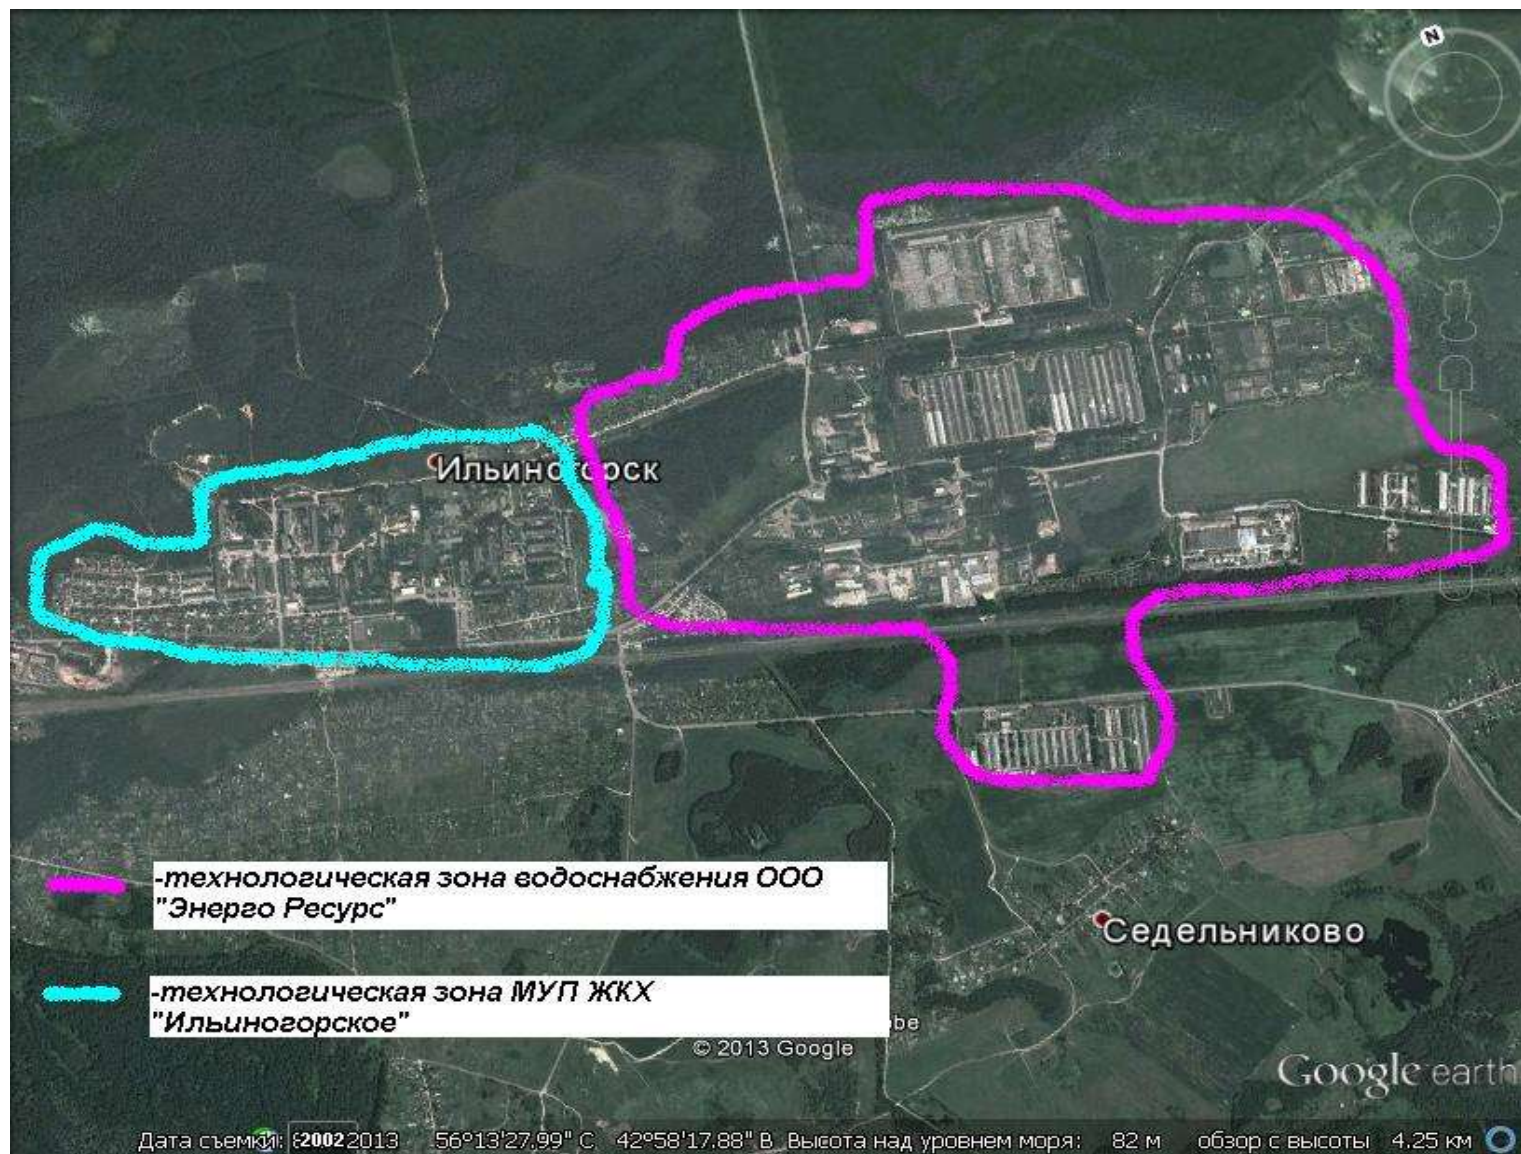 N
Ильиногорск
-технологическая зона водоснабжения ООО
"Энерго Ресурс"
Седельниково
-технологическая зона МУП ЖКХ
"Ильиногорское"
© 2013 Google
Google earth
Дата съемки: 2002 2013 56°13'27.99" С 42°58'17.88" В Высота над уровнем моря: 82 м обзор с высоты 4.25 км